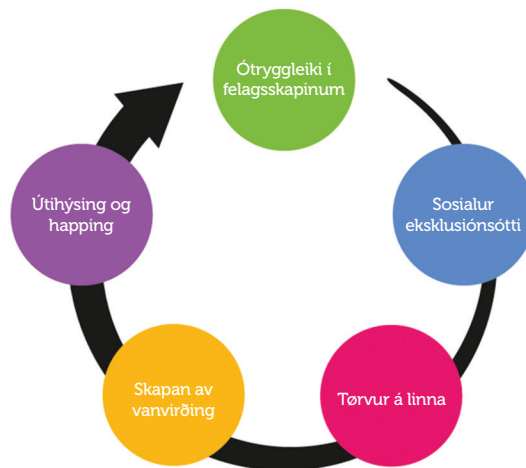 Ótryggleiki í
felagsskapinum
Sosialur
eksklusiónsótti
Tørvur á linna
Skapan av
vanvirðing
Útihýsing og
happing